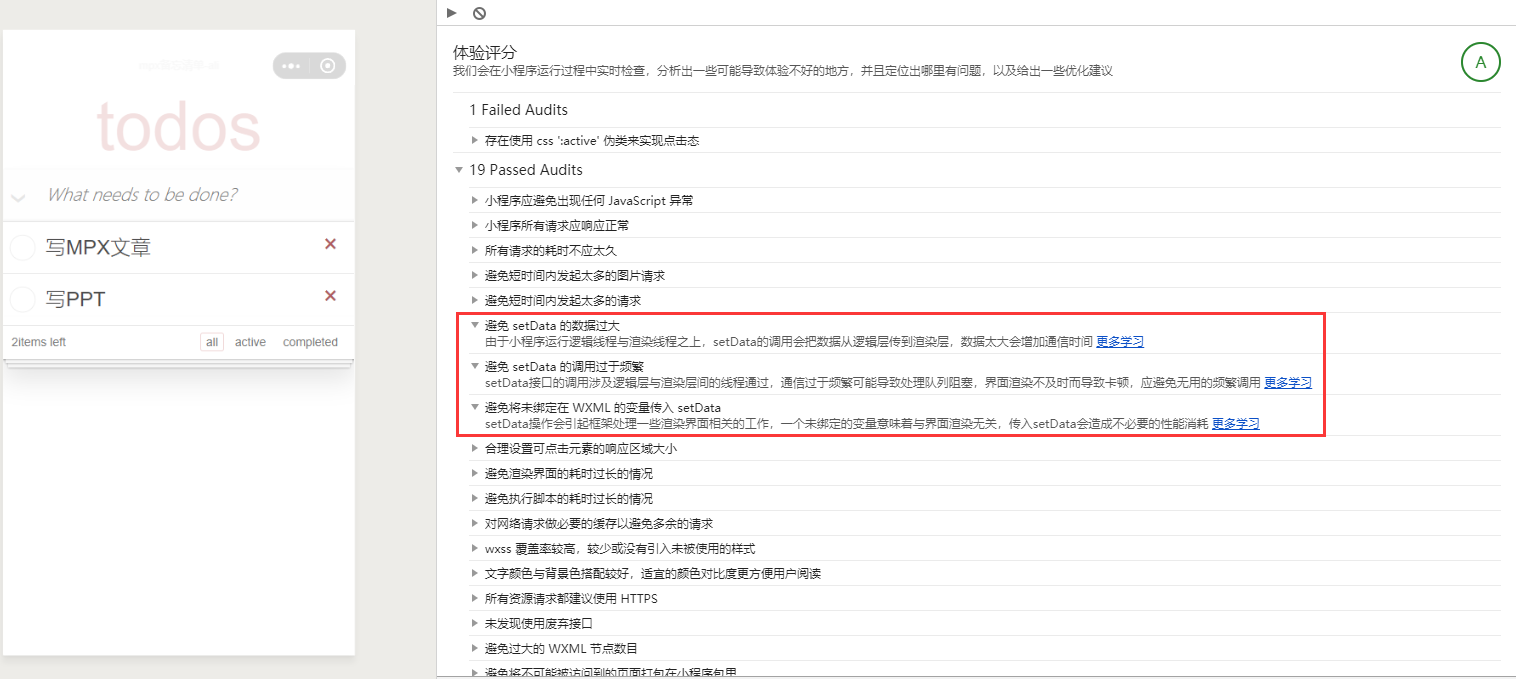 todos
What needs to be done?
写MPX文章
×
写PPT
×
2items left
all
active
completed
体验评分
我们会在小程序运行过程中实时检查，分析出一些可能导致体验不好的地方，并且定位出哪里有问题，以及给出一些优化建议
A
1 Failed Audits
存在使用 css ':active' 伪类来实现点击态
19 Passed Audits
小程序应避免出现任何 JavaScript 异常
小程序所有请求应响应正常
所有请求的耗时不应太久
避免短时间内发起太多的图片请求
避免短时间内发起太多的请求
避免 setData 的数据过大
由于小程序运行逻辑线程与渲染线程之上，setData的调用会把数据从逻辑层传到渲染层，数据太大会增加通信时间 更多学习
避免 setData 的调用过于频繁
setData接口的调用涉及逻辑层与渲染层间的线程通过，通信过于频繁可能导致处理队列阻塞，界面渲染不及时而导致卡顿，应避免无用的频繁调用 更多学习
避免将未绑定在 WXML 的变量传入 setData
setData操作会引起框架处理一些渲染界面相关的工作，一个未绑定的变量意味着与界面渲染无关，传入setData会造成不必要的性能消耗 更多学习
合理设置可点击元素的响应区域大小
避免渲染界面的耗时过长的情况
避免执行脚本的耗时过长的情况
对网络请求做必要的缓存以避免多余的请求
wxss 覆盖率较高，较少或没有引入未被使用的样式
文字颜色与背景色搭配较好，适宜的颜色对比度更方便用户阅读
所有资源请求都建议使用 HTTPS
未发现使用废弃接口
避免过大的 WXML 节点数目
避免将不可能被访问到的页面打包在小程序包里